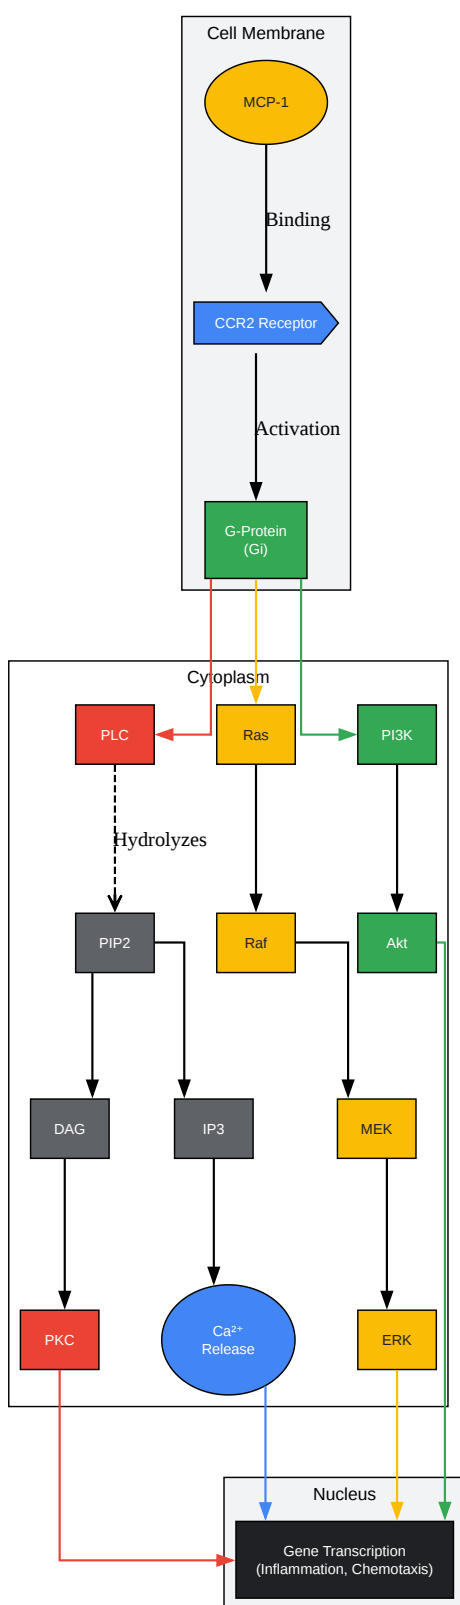 Cell Membrane
MCP-1
Binding
CCR2 Receptor
Activation
G-Protein
(Gi)
Cytoplasm
PLC
Ras
PI3K
Hydrolyzes
PIP2
Raf
Akt
DAG
IP3
MEK
PKC
Ca²⁺
Release
ERK
Nucleus
Gene Transcription
(Inflammation, Chemotaxis)